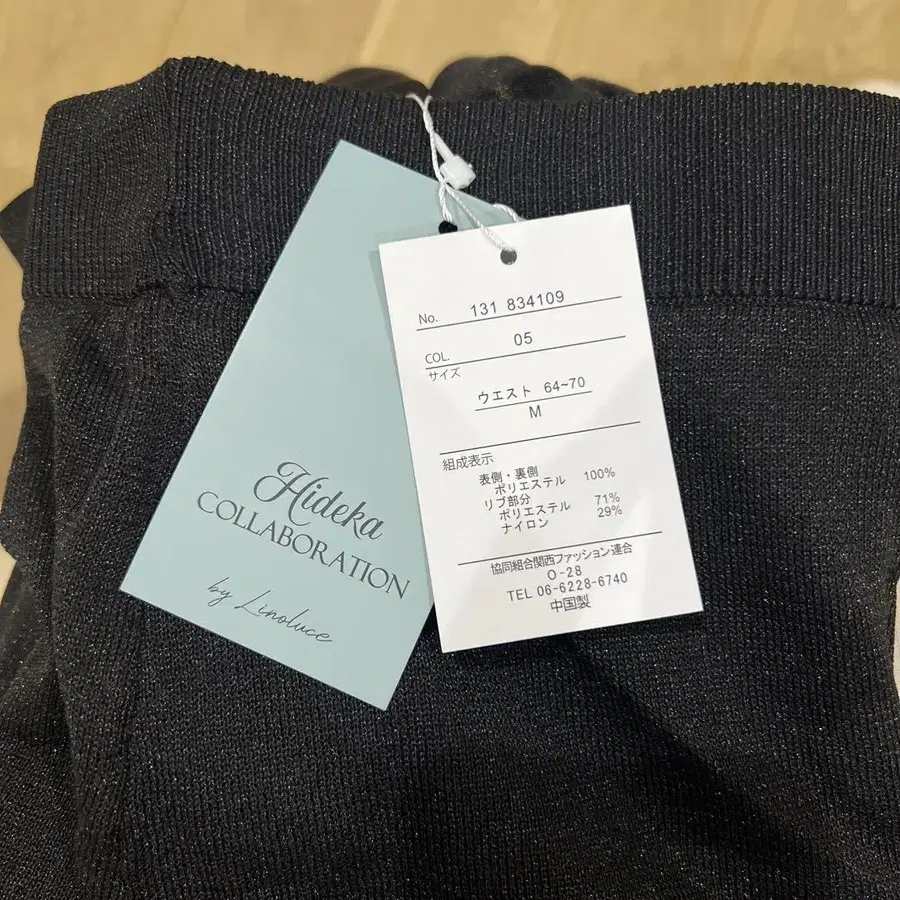 Hideka
COLLABORATION
by Linoluce
No. 131 834109
COL. 05
サイズ
ウエスト 64~70
M
組成表示
表側・裏側
ポリエステル 100%
リブ部分
ポリエステル 71%
ナイロン 29%
協同組合関西ファッション連合
O-28
TEL 06-6228-6740
中国製